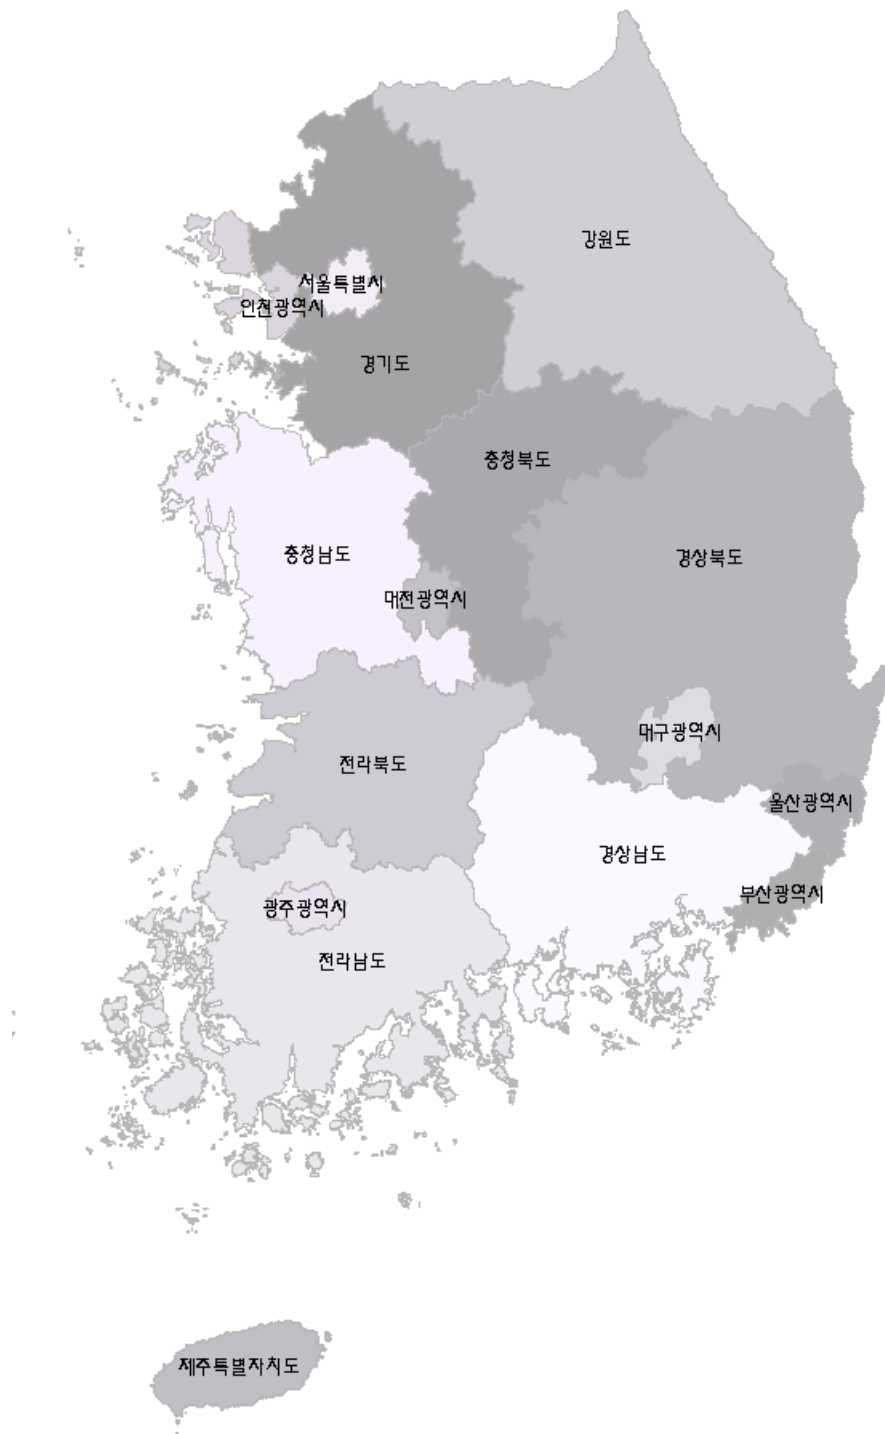 강원도
서울특별시
인천광역시
경기도
충청북도
충청남도
경상북도
대전광역시
대구광역시
전라북도
울산광역시
경상남도
부산광역시
광주광역시
전라남도
제주특별자치도